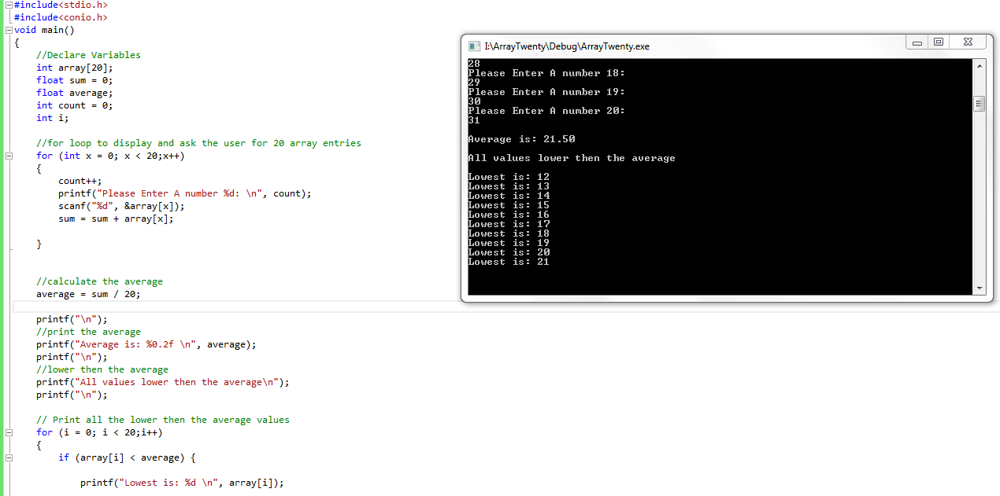 #include<stdio.h>
#include<conio.h>
void main()
{
    //Declare Variables
    int array[20];
    float sum = 0;
    float average;
    int count = 0;
    int i;
    //for loop to display and ask the user for 20 array entries
    for (int x = 0; x < 20;x++)
    {
        count++;
        printf("Please Enter A number %d: \n", count);
        scanf("%d", &array[x]);
        sum = sum + array[x];
    }
    //calculate the average
    average = sum / 20;
    printf("\n");
    //print the average
    printf("Average is: %0.2f \n", average);
    printf("\n");
    //lower then the average
    printf("All values lower then the average\n");
    printf("\n");
    // Print all the lower then the average values
    for (i = 0; i < 20;i++)
    {
        if (array[i] < average) {
            printf("Lowest is: %d \n", array[i]);
I:\ArrayTwenty\Debug\ArrayTwenty.exe
28
Please Enter A number 18:
29
Please Enter A number 19:
30
Please Enter A number 20:
31
Average is: 21.50
All values lower then the average
Lowest is: 12
Lowest is: 13
Lowest is: 14
Lowest is: 15
Lowest is: 16
Lowest is: 17
Lowest is: 18
Lowest is: 19
Lowest is: 20
Lowest is: 21